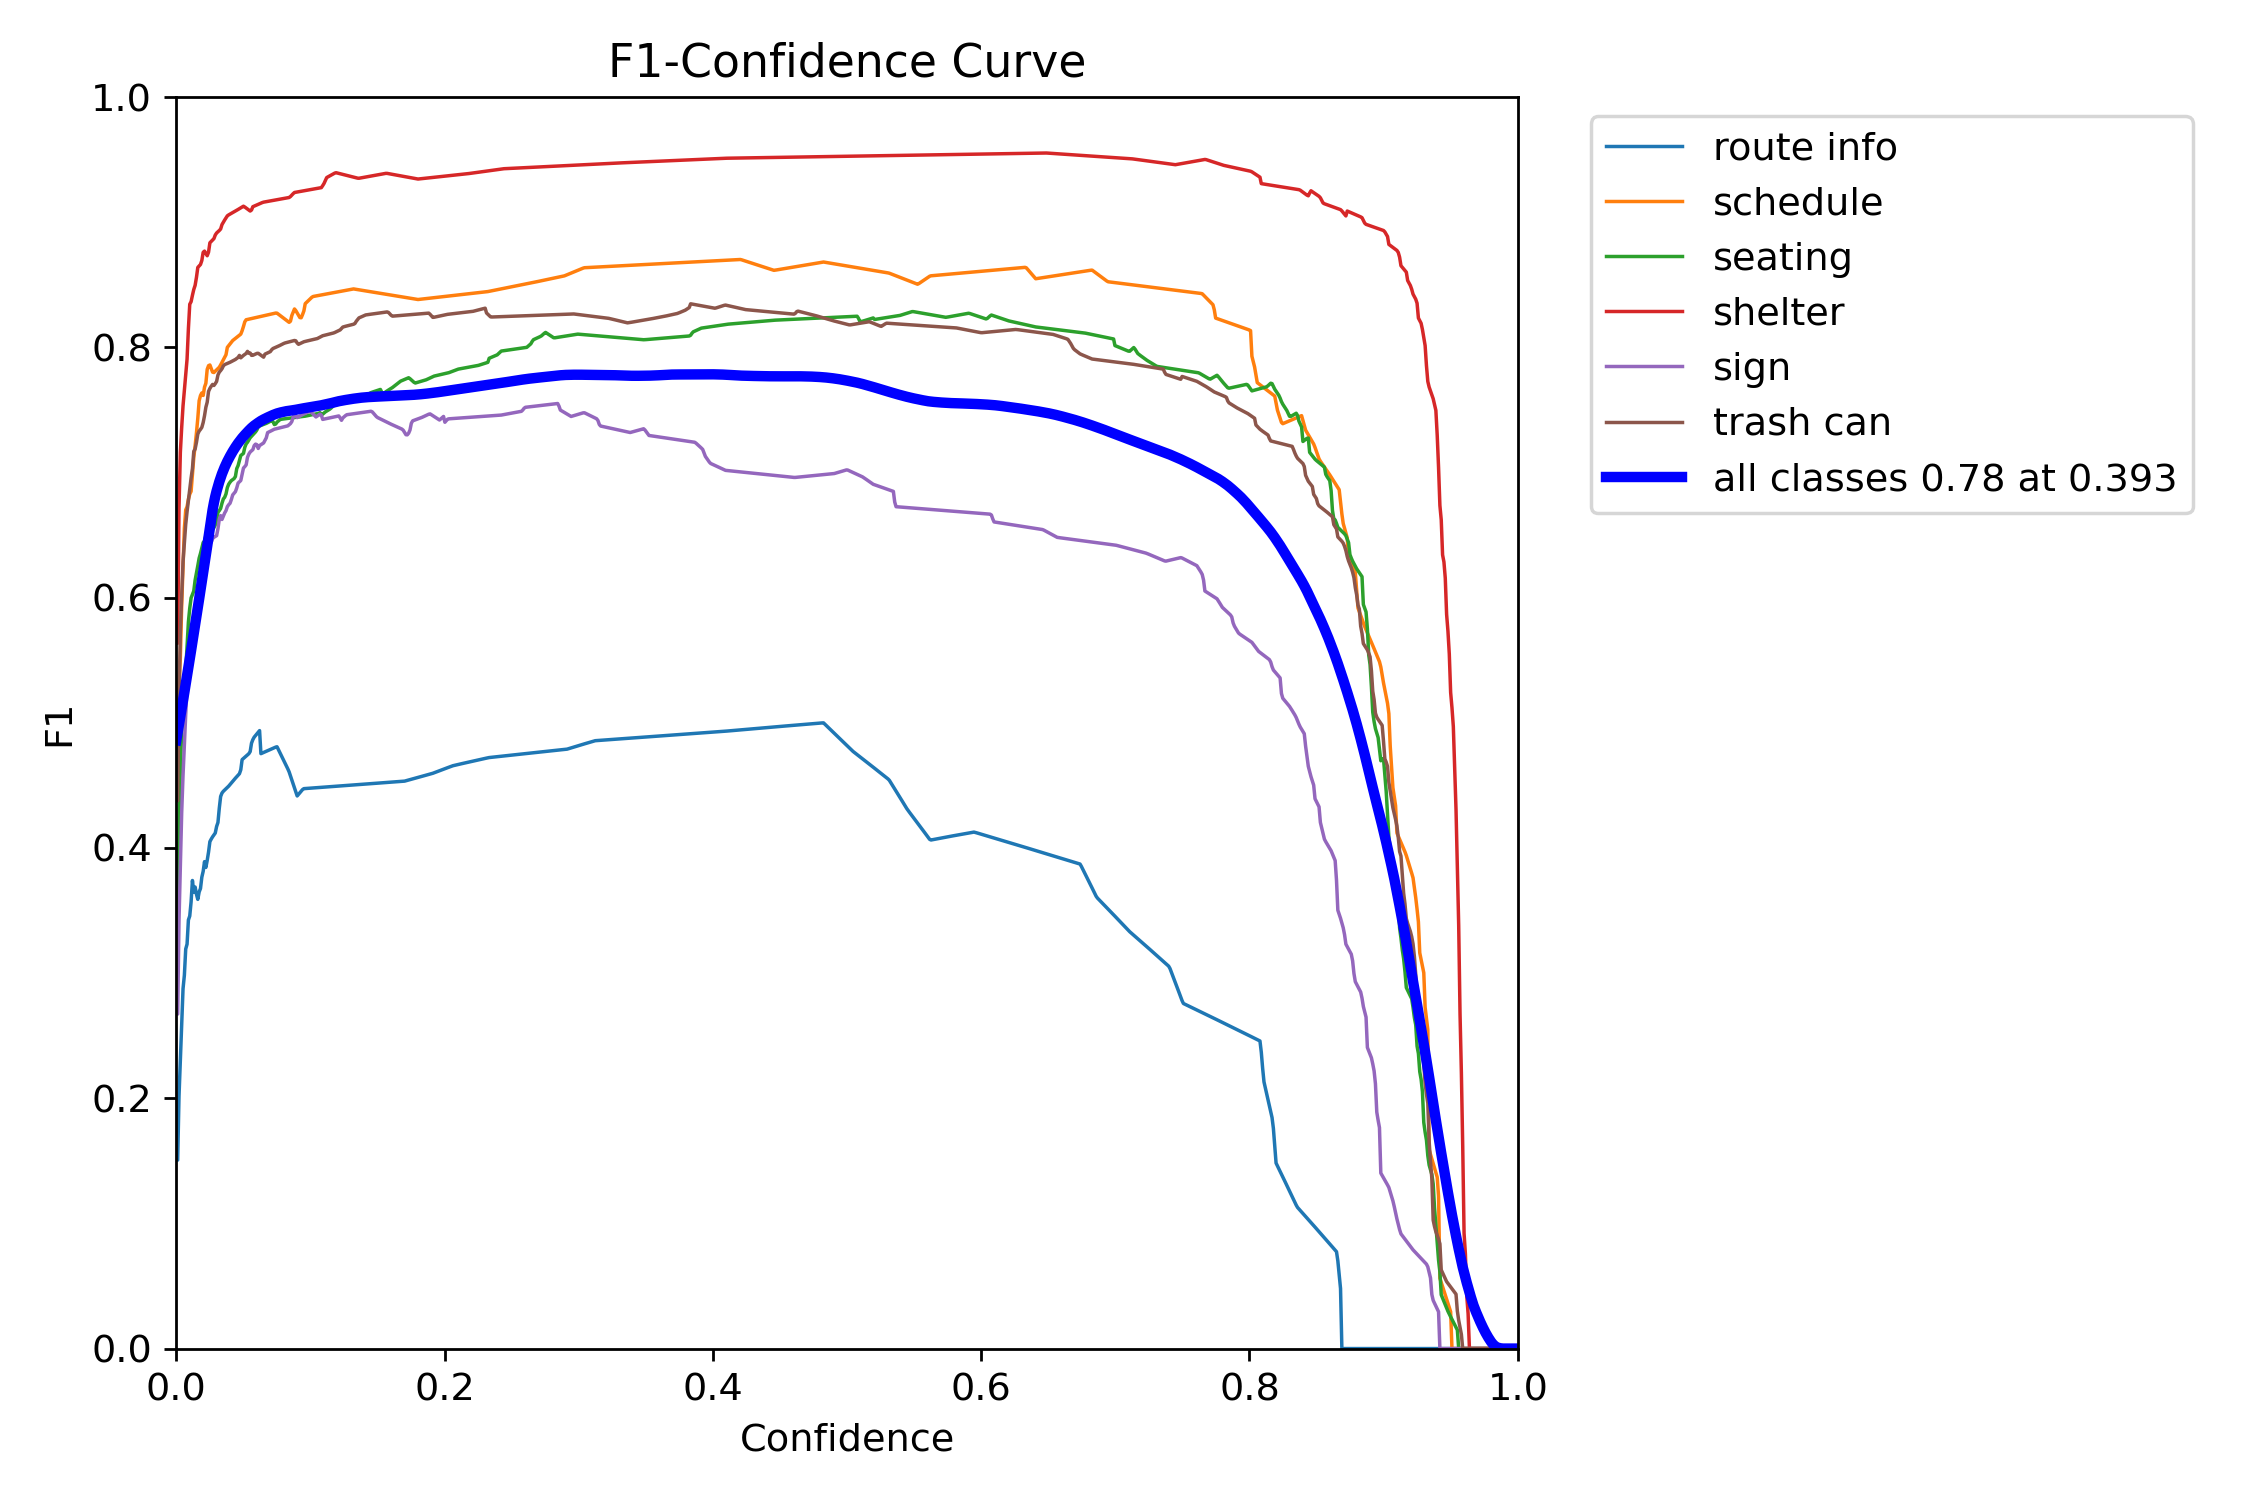 F1-Confidence Curve
1.0
0.8
0.6
0.4
0.2
0.0
F1
0.0 0.2 0.4 0.6 0.8 1.0
Confidence
route info
schedule
seating
shelter
sign
trash can
all classes 0.78 at 0.393